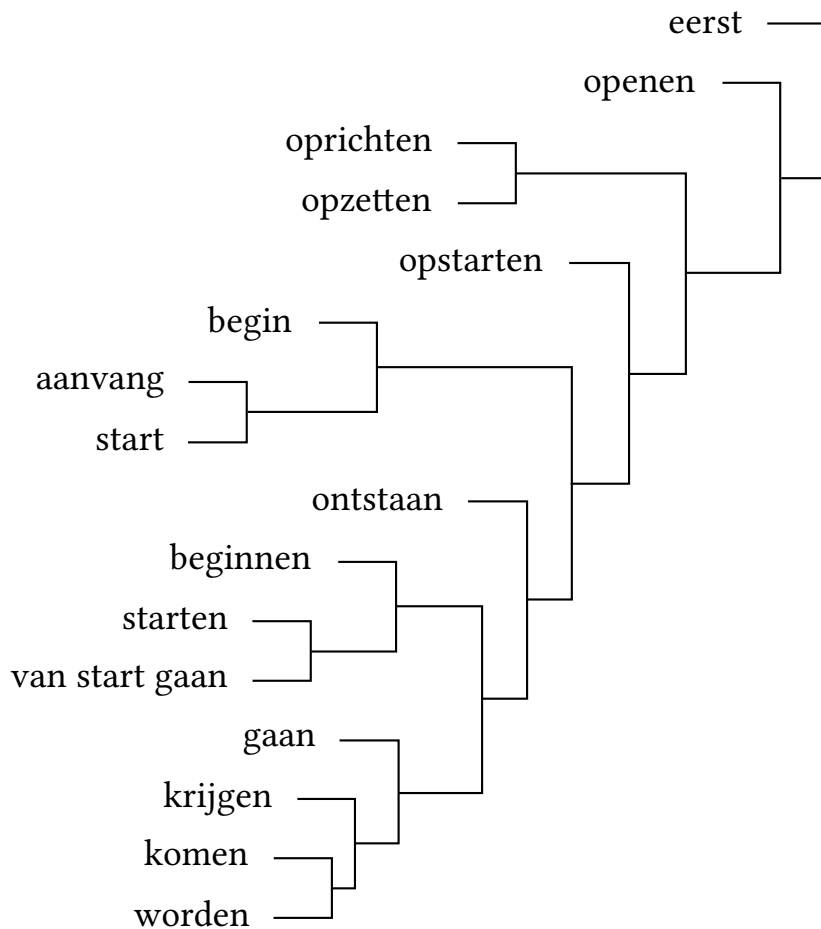 eerst
openen
oprichten
opzetten
opstarten
begin
aanvang
start
ontstaan
beginnen
starten
van start gaan
gaan
krijgen
komen
worden